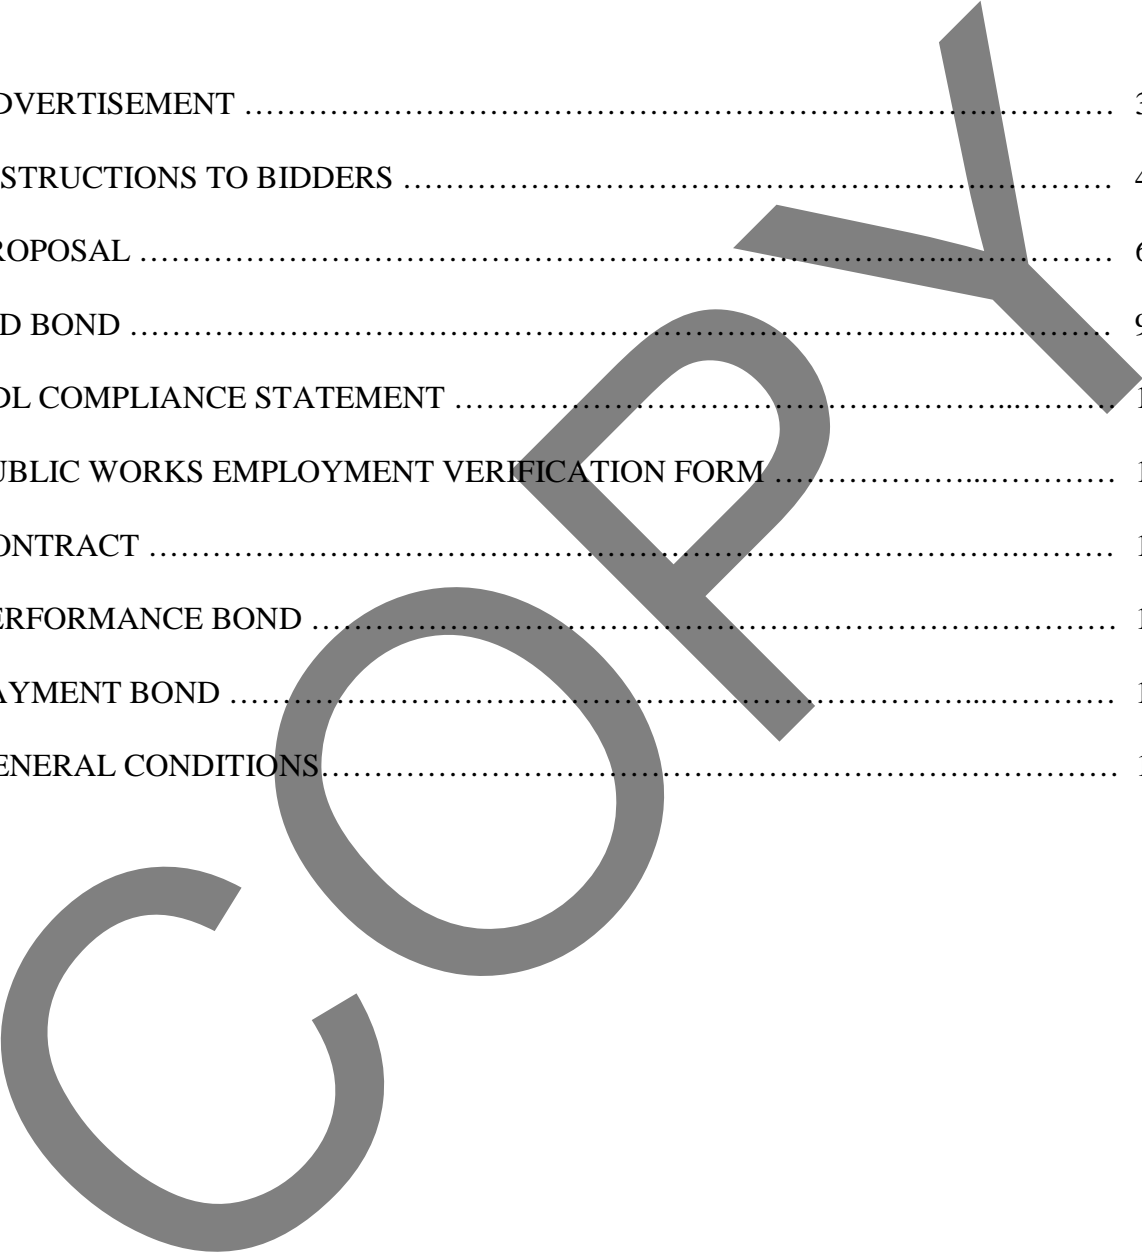 DVERTISEMENT ……………………………………………………………..………… 3
STRUCTIONS TO BIDDERS …………………………………………...………… 4
ROPOSAL …………………………………………………………..…………… 6
D BOND …………………………………………………………...……… 9
DL COMPLIANCE STATEMENT …………………………………………...……… 1
UBLIC WORKS EMPLOYMENT VERIFICATION FORM ………………...………… 1
ONTRACT …………………………………………………………….……… 1
ERFORMANCE BOND …………………………………………………….……… 1
AYMENT BOND ………………………………………………………...………… 1
ENERAL CONDITIONS……………………………………………………………… 1
COPY